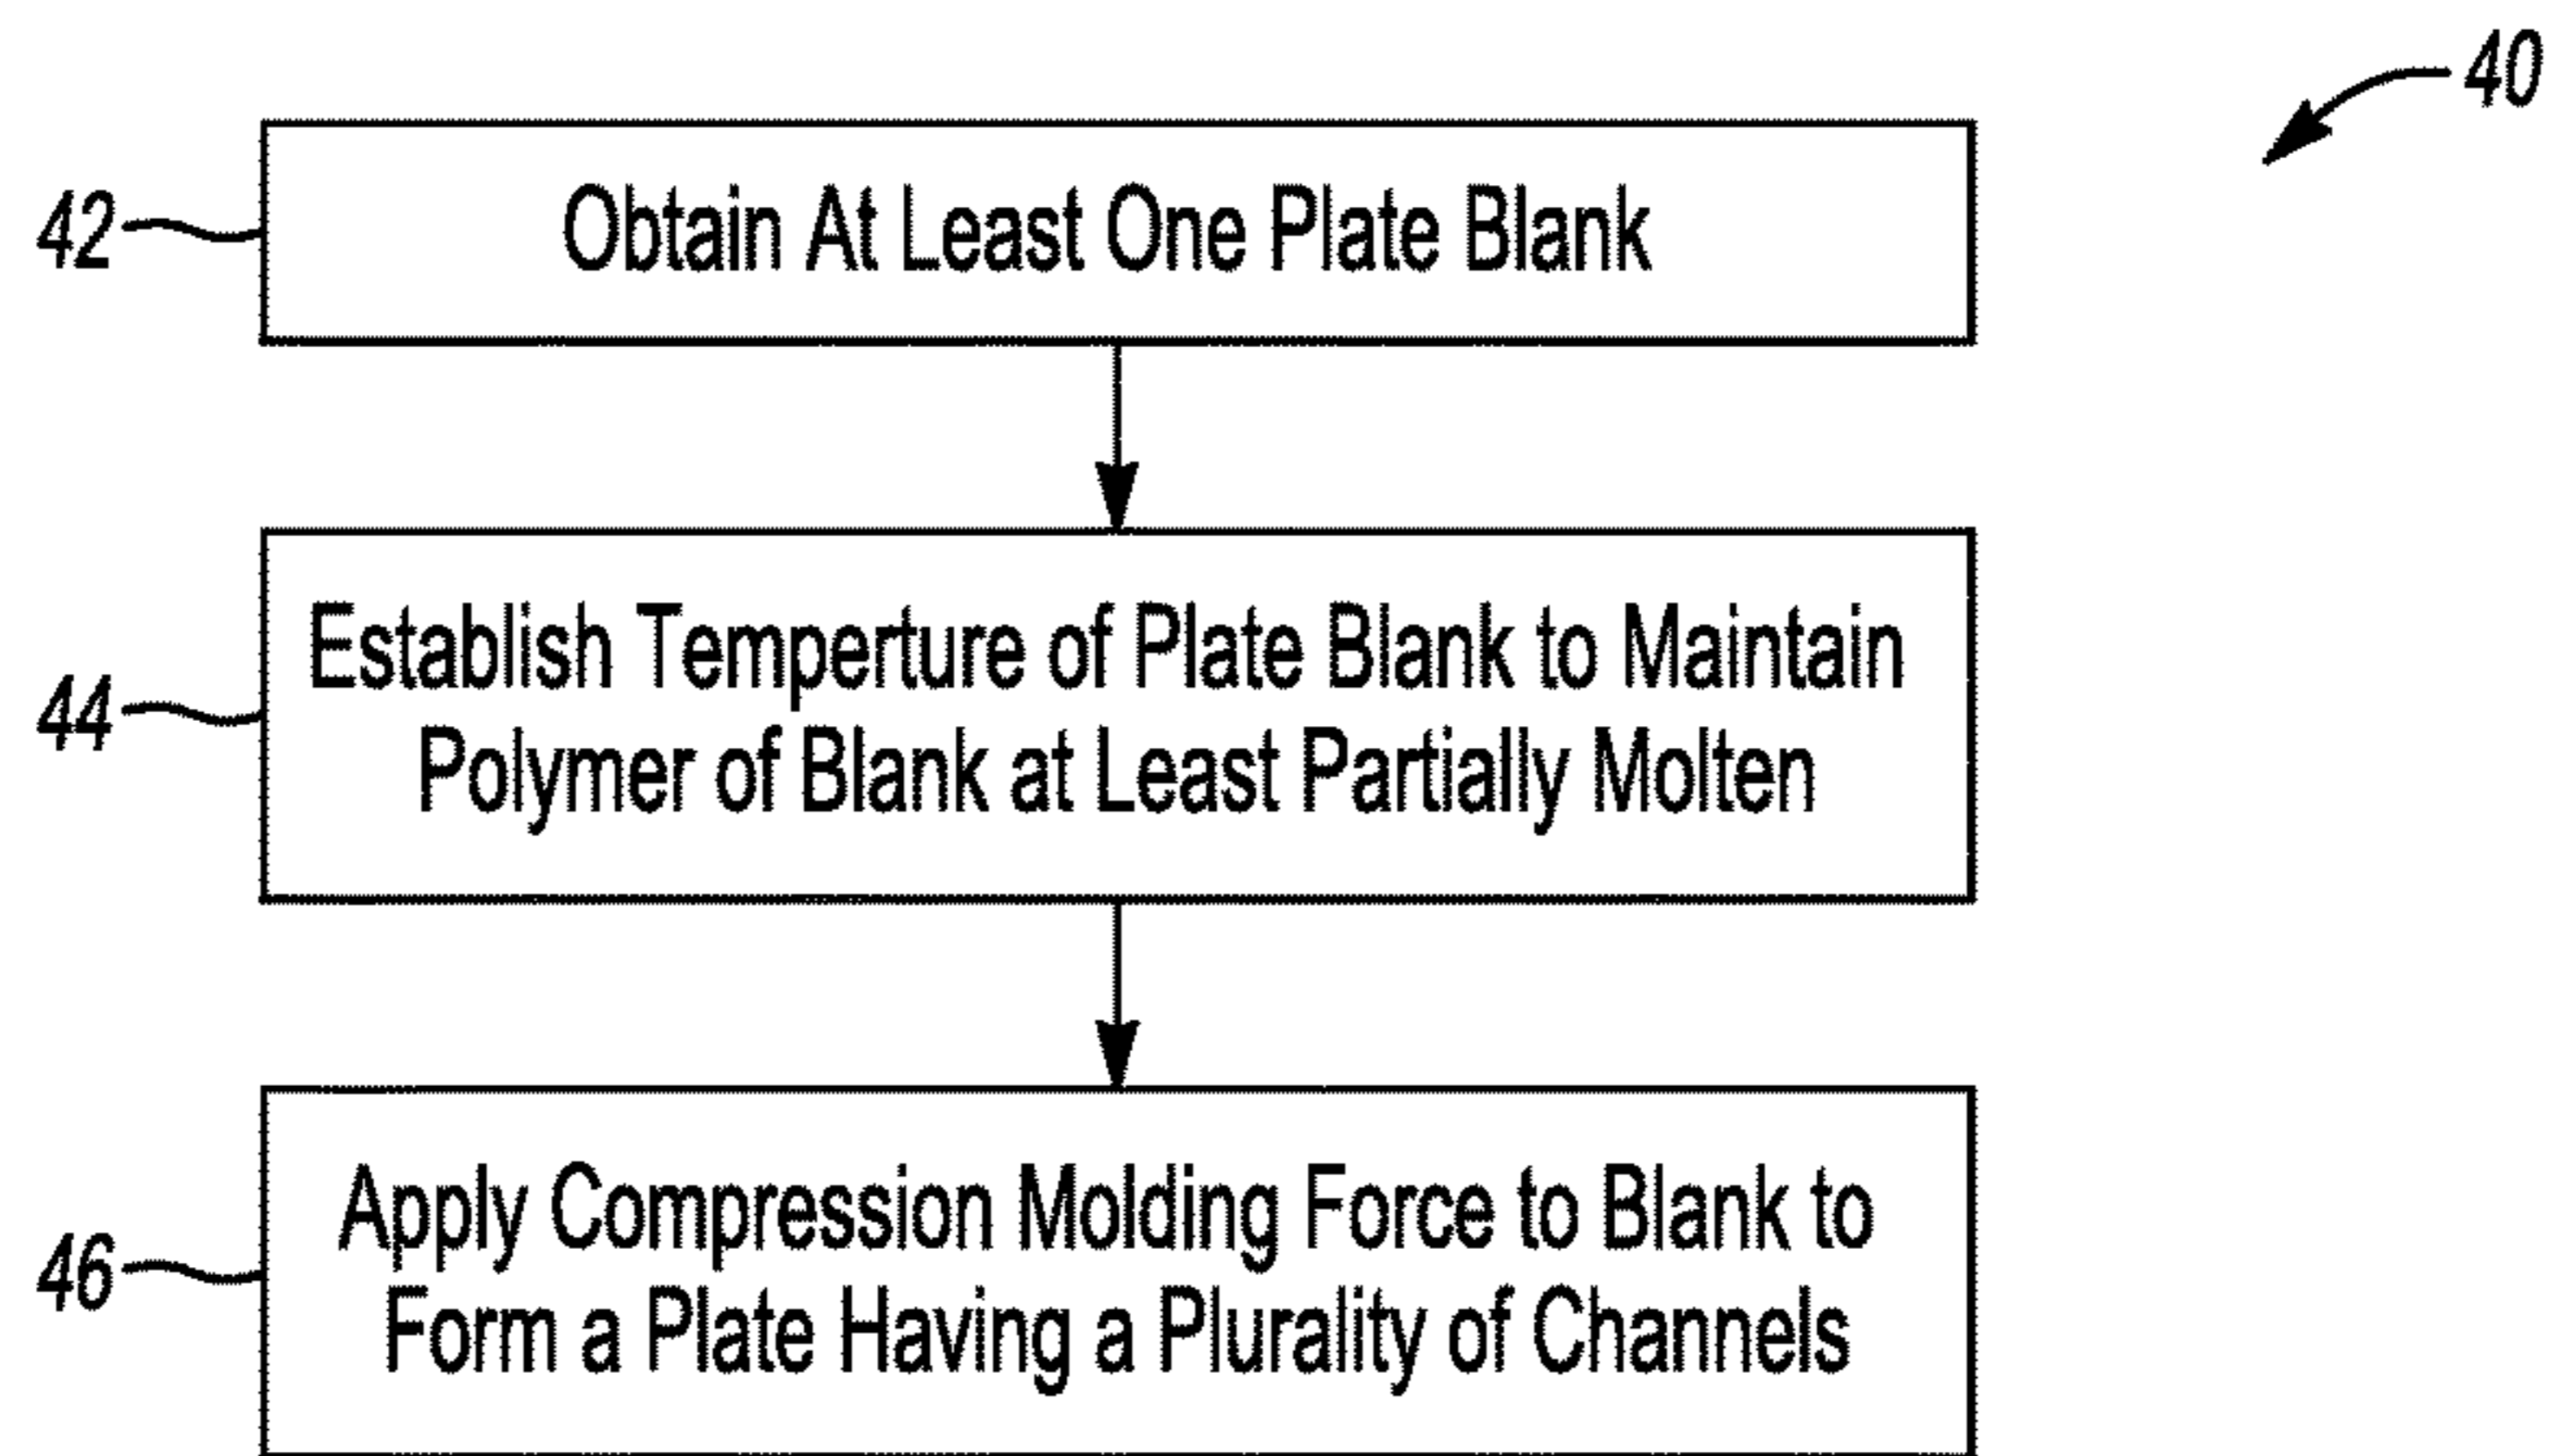 40
42
Obtain At Least One Plate Blank
44
Establish Temperture of Plate Blank to Maintain
Polymer of Blank at Least Partially Molten
46
Apply Compression Molding Force to Blank to
Form a Plate Having a Plurality of Channels